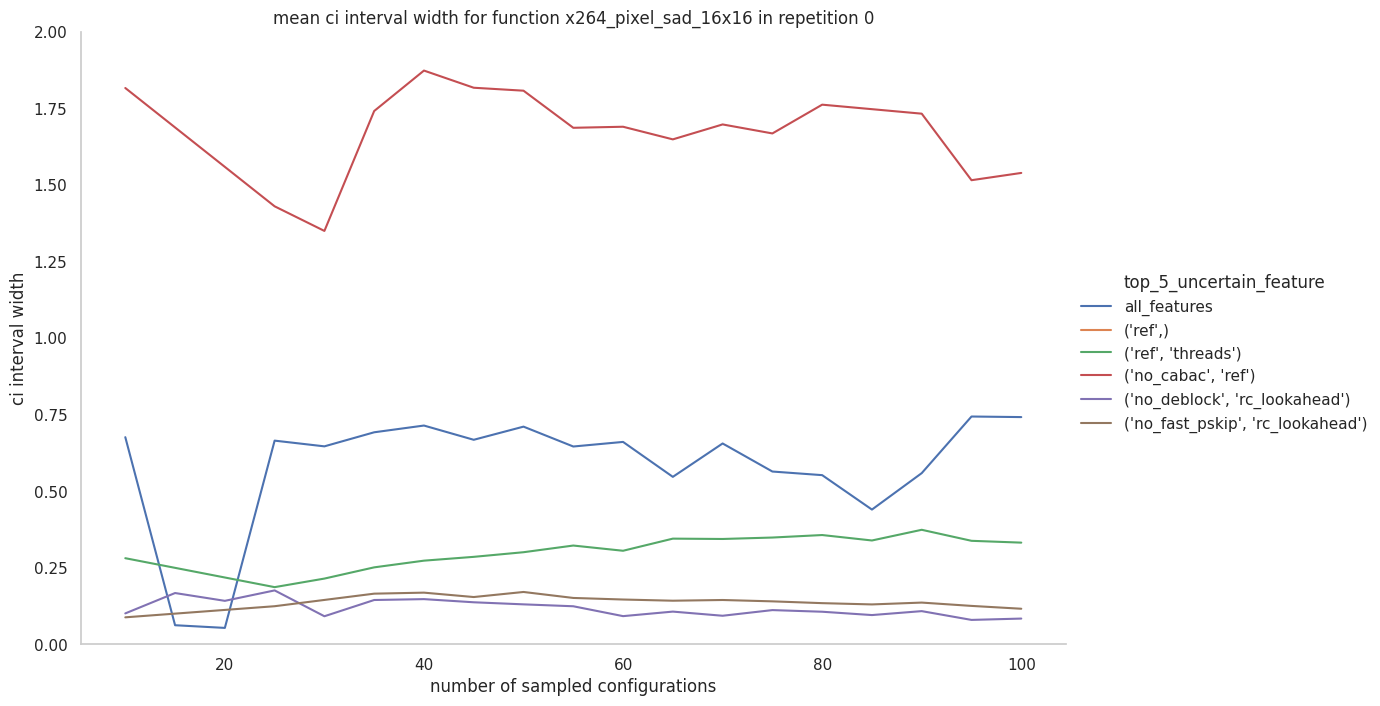 mean ci interval width for function x264_pixel_sad_16x16 in repetition 0
2.00
1.75
1.50
1.25
1.00
0.75
0.50
0.25
0.00
ci interval width
20
40
60
80
100
number of sampled configurations
top_5_uncertain_feature
all_features
('ref',)
('ref', 'threads')
('no_cabac', 'ref')
('no_deblock', 'rc_lookahead')
('no_fast_pskip', 'rc_lookahead')